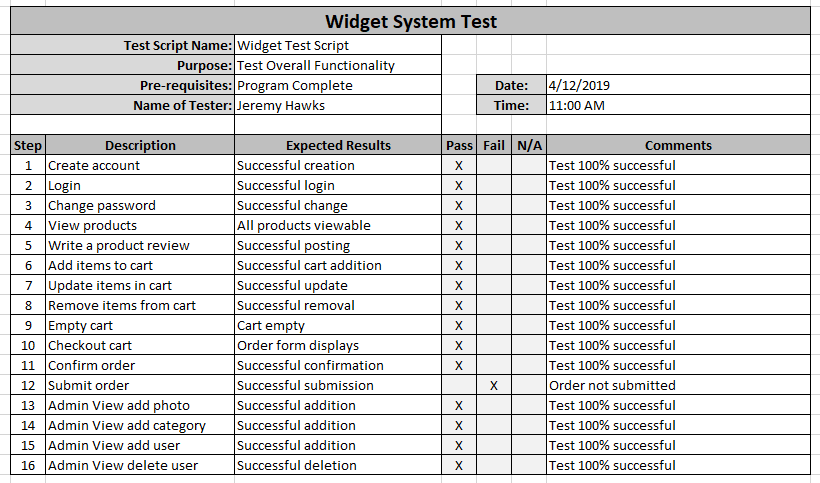 Widget System Test
Test Script Name: Widget Test Script
Purpose: Test Overall Functionality
Pre-requisites: Program Complete Date: 4/12/2019
Name of Tester: Jeremy Hawks Time: 11:00 AM
Step Description Expected Results Pass Fail N/A Comments
1 Create account Successful creation X Test 100% successful
2 Login Successful login X Test 100% successful
3 Change password Successful change X Test 100% successful
4 View products All products viewable X Test 100% successful
5 Write a product review Successful posting X Test 100% successful
6 Add items to cart Successful cart addition X Test 100% successful
7 Update items in cart Successful update X Test 100% successful
8 Remove items from cart Successful removal X Test 100% successful
9 Empty cart Cart empty X Test 100% successful
10 Checkout cart Order form displays X Test 100% successful
11 Confirm order Successful confirmation X Test 100% successful
12 Submit order Successful submission X Order not submitted
13 Admin View add photo Successful addition X Test 100% successful
14 Admin View add category Successful addition X Test 100% successful
15 Admin View add user Successful addition X Test 100% successful
16 Admin View delete user Successful deletion X Test 100% successful